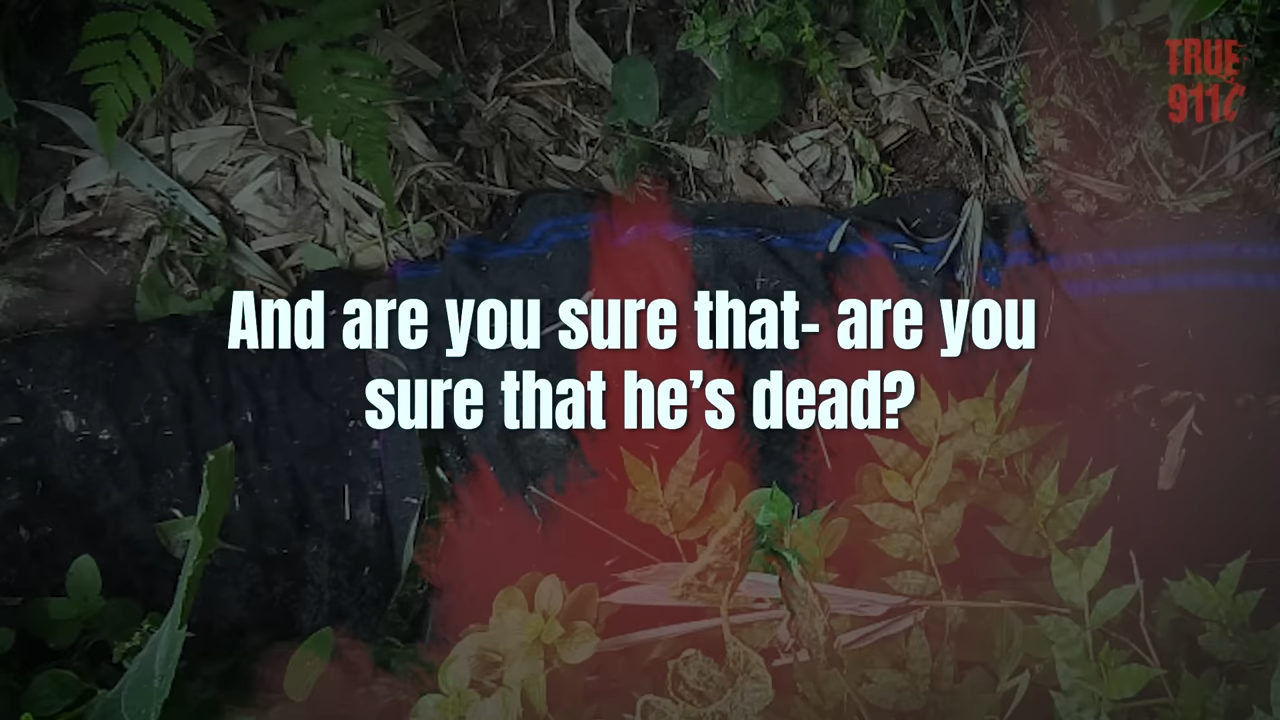 TRUE
911
And are you sure that- are you
sure that he’s dead?